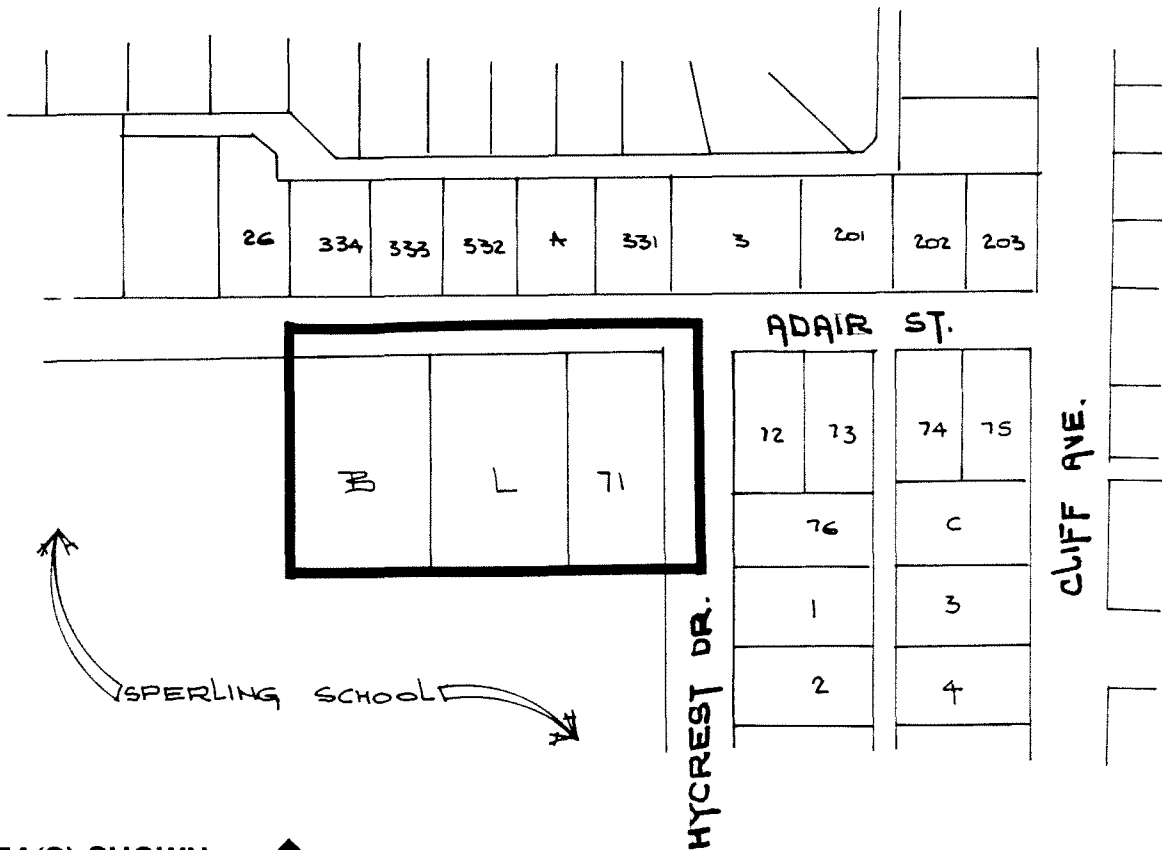 26 334 333 332 A 331 3 201 202 203
ADAIR ST.
72 73 74 75
B L 71
76 C
CLIFF AVE.
1 3
SPERLING SCHOOL
2 4
HYCREST DR.